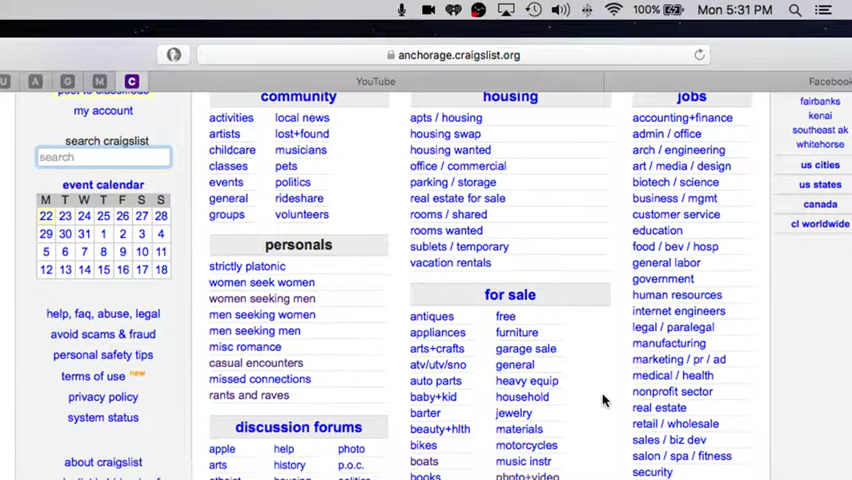 100% Mon 5:31 PM
anchorage.craigslist.org
U A G M C YouTube Facebook
my account
search craigslist
search
event calendar
M T W T F S S
22 23 24 25 26 27 28
29 30 31 1 2 3 4
5 6 7 8 9 10 11
12 13 14 15 16 17 18
help, faq, abuse, legal
avoid scams & fraud
personal safety tips
terms of use new
privacy policy
system status
about craigslist
community
activities local news
artists lost+found
childcare musicians
classes pets
events politics
general rideshare
groups volunteers
personals
strictly platonic
women seek women
women seeking men
men seeking women
men seeking men
misc romance
casual encounters
missed connections
rants and raves
discussion forums
apple help photo
arts history p.o.c.
atheist housing politics
housing
apts / housing
housing swap
housing wanted
office / commercial
parking / storage
real estate for sale
rooms / shared
rooms wanted
sublets / temporary
vacation rentals
for sale
antiques free
appliances furniture
arts+crafts garage sale
atv/utv/sno general
auto parts heavy equip
baby+kid household
barter jewelry
beauty+hlth materials
bikes motorcycles
boats music instr
books photo+video
jobs
accounting+finance
admin / office
arch / engineering
art / media / design
biotech / science
business / mgmt
customer service
education
food / bev / hosp
general labor
government
human resources
internet engineers
legal / paralegal
manufacturing
marketing / pr / ad
medical / health
nonprofit sector
real estate
retail / wholesale
sales / biz dev
salon / spa / fitness
security
fairbanks
kenai
southeast ak
whitehorse
us cities
us states
canada
cl worldwide